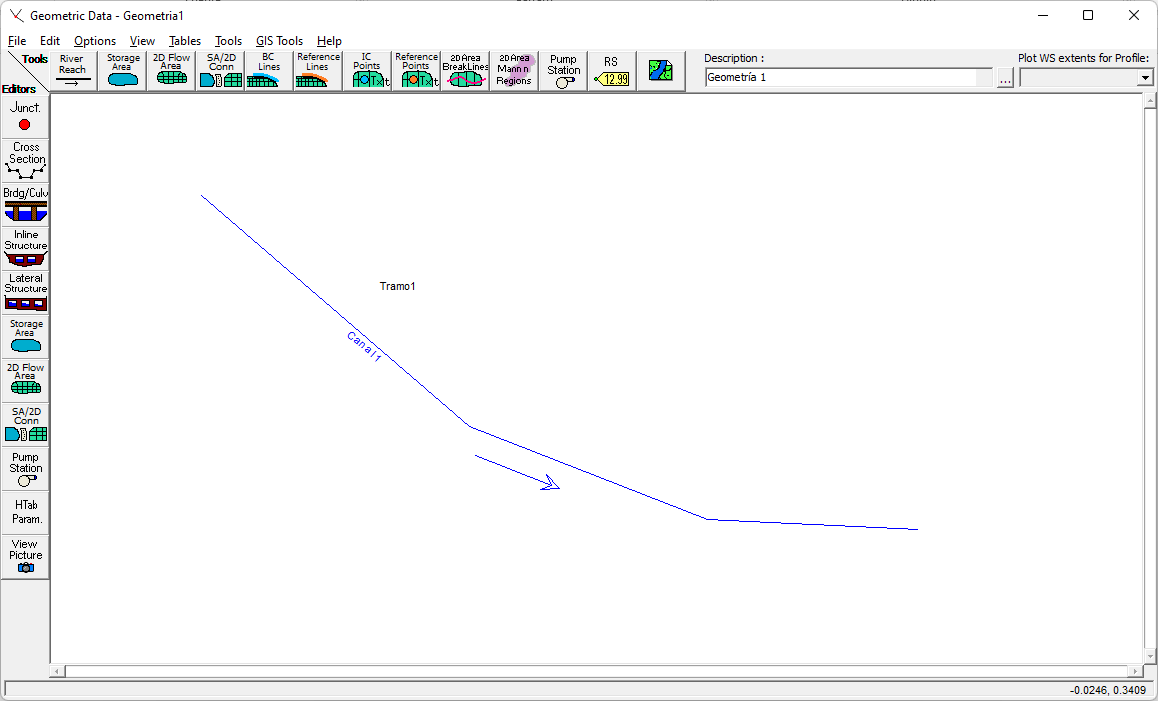 Geometric Data - Geometria1
File Edit Options View Tables Tools GIS Tools Help
Tools
Editors
River Reach
Storage Area
2D Flow Area
SA/2D Conn
BC Lines
Reference Lines
IC Points
Reference Points
2D Area BreakLines
2D Area Mann n Regions
Pump Station
RS
12.99
Description :
Geometría 1
...
Plot WS extents for Profile:
Junct.
Cross
Section
Brdg/Culv
Inline
Structure
Lateral
Structure
Storage
Area
2D Flow
Area
SA/2D
Conn
Pump
Station
HTab
Param.
View
Picture
Tramo1
Canal1
-0.0246, 0.3409